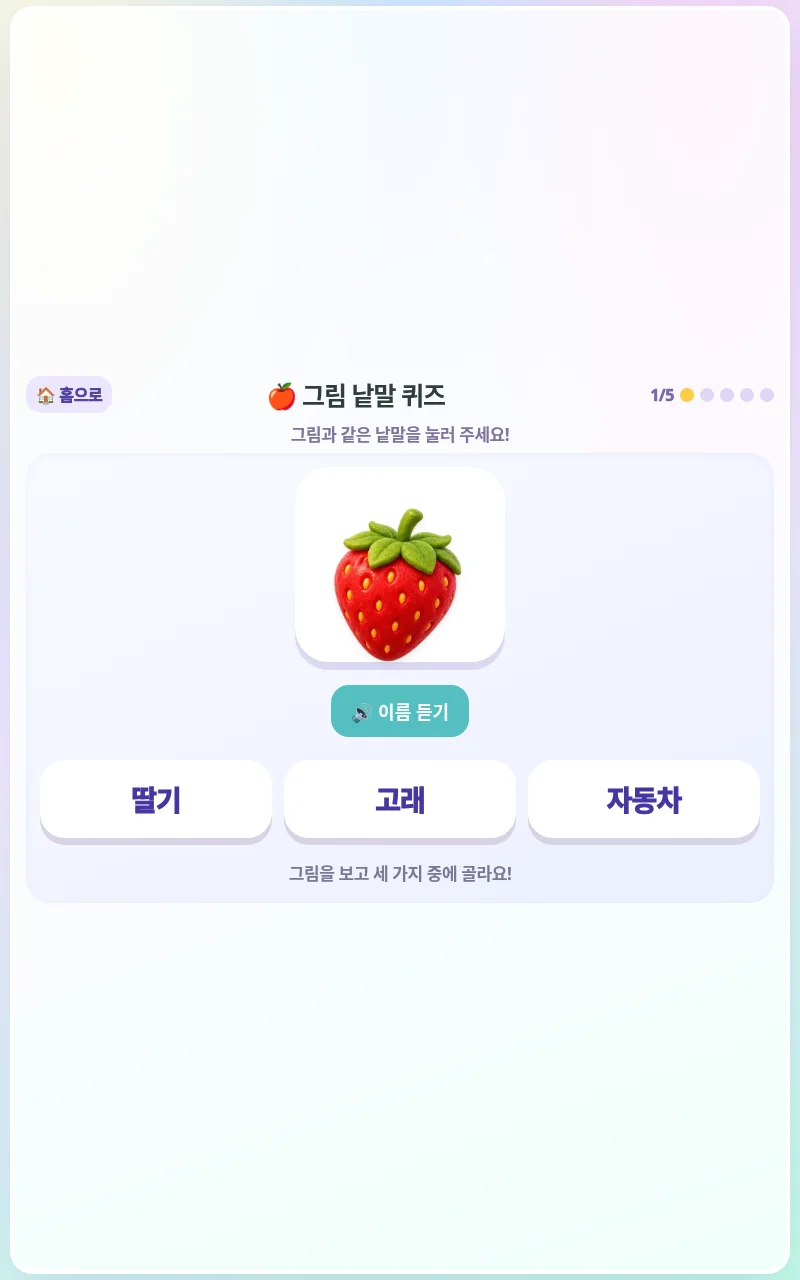 🏠 홈으로
🍎 그림 낱말 퀴즈
1/5
그림과 같은 낱말을 눌러 주세요!
🔊 이름 듣기
딸기
고래
자동차
그림을 보고 세 가지 중에 골라요!